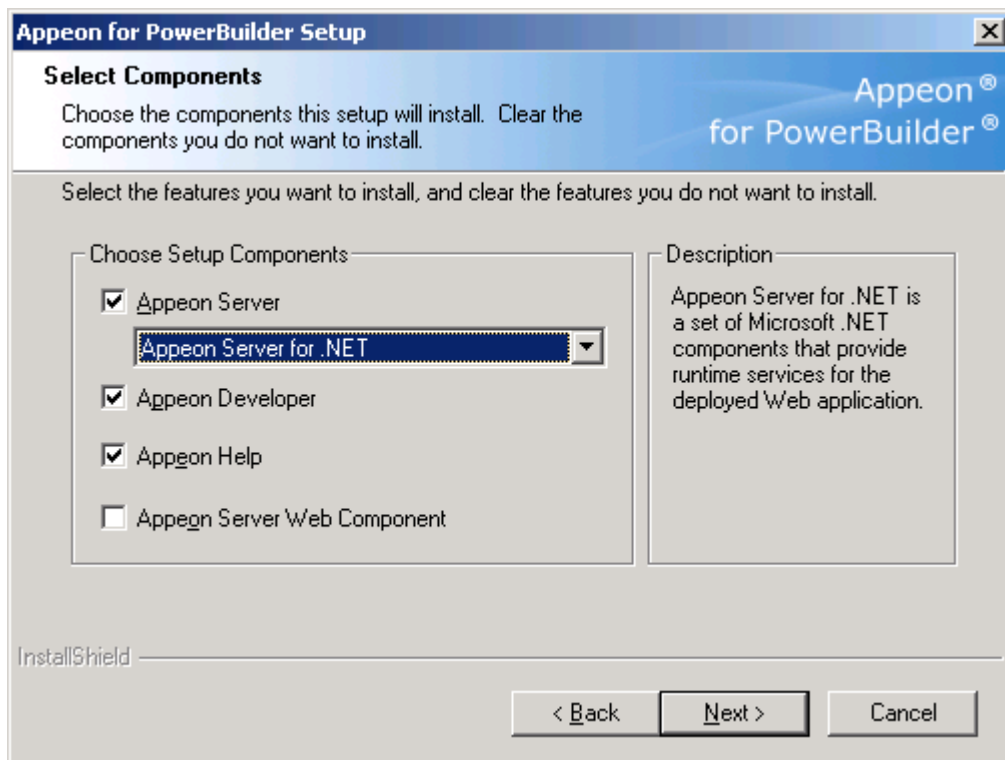 Appeon for PowerBuilder Setup
Select Components
Choose the components this setup will install. Clear the
components you do not want to install.
Appeon®
for PowerBuilder®
Select the features you want to install, and clear the features you do not want to install.
Choose Setup Components
Appeon Server
Appeon Server for .NET
Appeon Developer
Appeon Help
Appeon Server Web Component
Description
Appeon Server for .NET is
a set of Microsoft .NET
components that provide
runtime services for the
deployed Web application.
InstallShield
< Back
Next >
Cancel